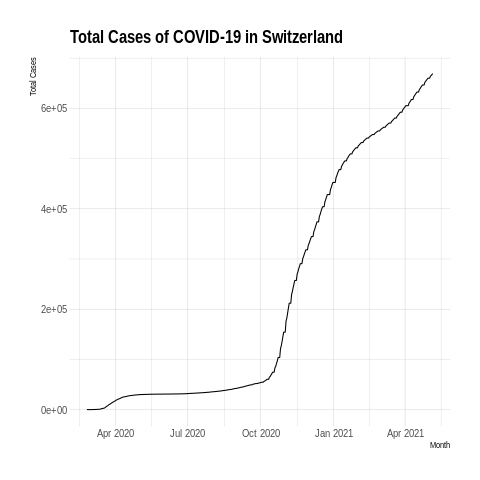 Total Cases of COVID-19 in Switzerland
Total Cases
6e+05
4e+05
2e+05
0e+00
Apr 2020 Jul 2020 Oct 2020 Jan 2021 Apr 2021
Month